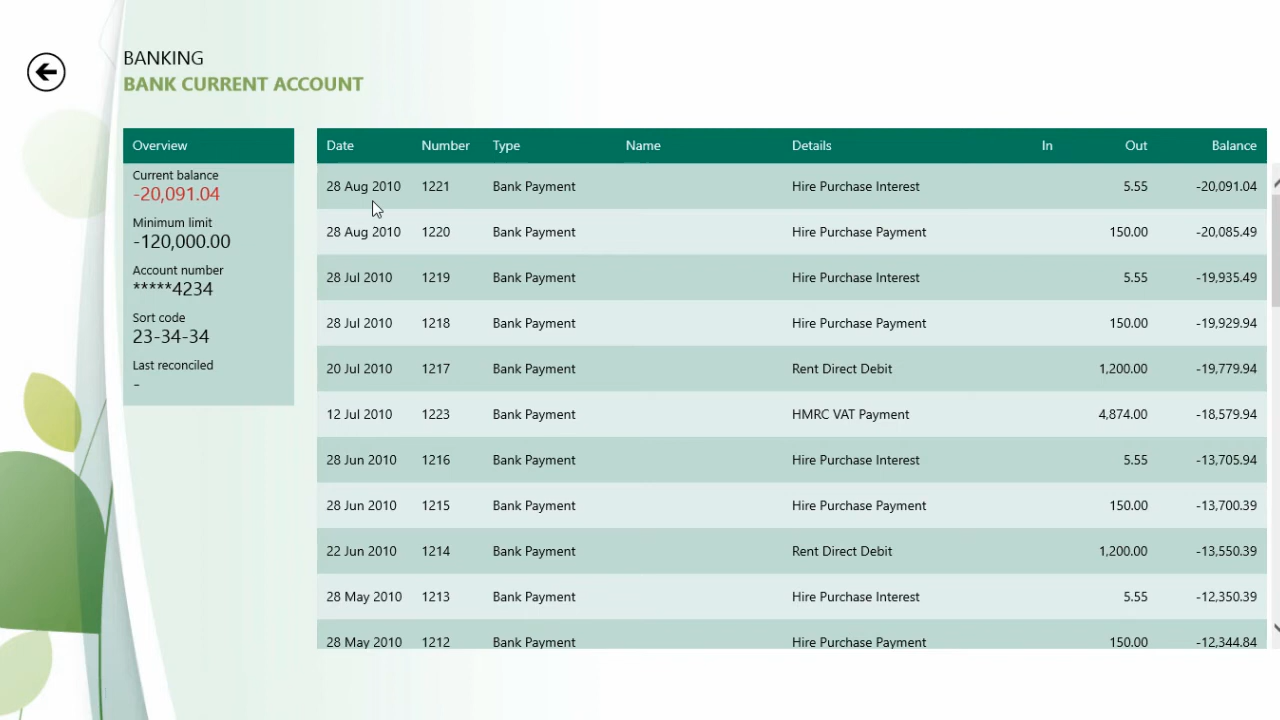 BANKING
BANK CURRENT ACCOUNT
Overview
Current balance
-20,091.04
Minimum limit
-120,000.00
Account number
*****4234
Sort code
23-34-34
Last reconciled
-
Date Number Type Name Details In Out Balance
28 Aug 2010 1221 Bank Payment Hire Purchase Interest 5.55 -20,091.04
28 Aug 2010 1220 Bank Payment Hire Purchase Payment 150.00 -20,085.49
28 Jul 2010 1219 Bank Payment Hire Purchase Interest 5.55 -19,935.49
28 Jul 2010 1218 Bank Payment Hire Purchase Payment 150.00 -19,929.94
20 Jul 2010 1217 Bank Payment Rent Direct Debit 1,200.00 -19,779.94
12 Jul 2010 1223 Bank Payment HMRC VAT Payment 4,874.00 -18,579.94
28 Jun 2010 1216 Bank Payment Hire Purchase Interest 5.55 -13,705.94
28 Jun 2010 1215 Bank Payment Hire Purchase Payment 150.00 -13,700.39
22 Jun 2010 1214 Bank Payment Rent Direct Debit 1,200.00 -13,550.39
28 May 2010 1213 Bank Payment Hire Purchase Interest 5.55 -12,350.39
28 May 2010 1212 Bank Payment Hire Purchase Payment 150.00 -12,344.84